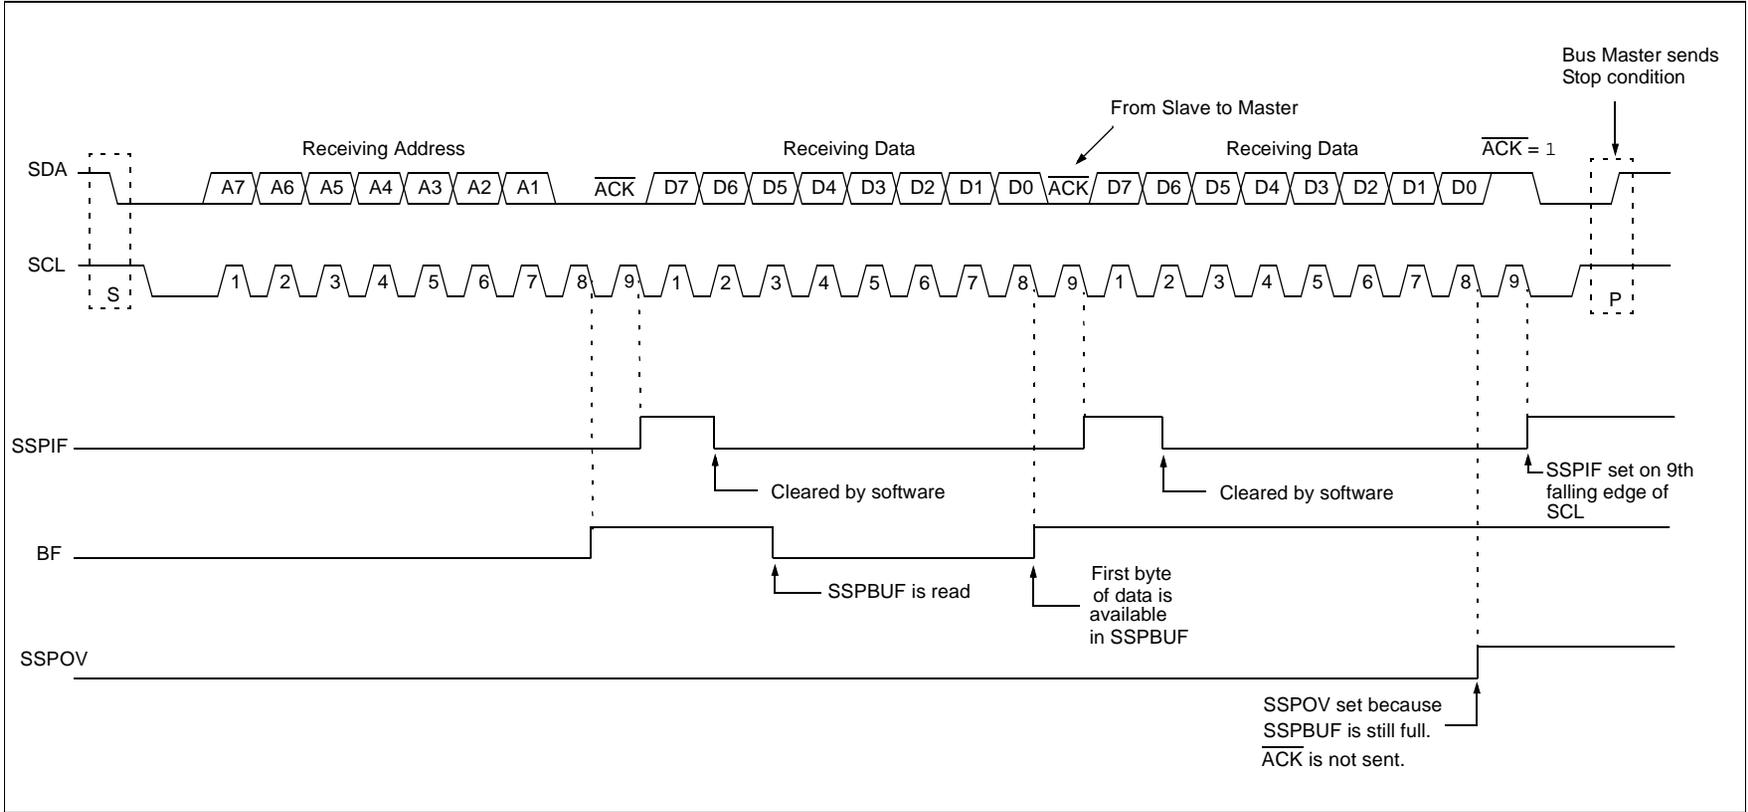 Bus Master sends
Stop condition
From Slave to Master
Receiving Address
Receiving Data
Receiving Data
ACK = 1
SDA
A7 A6 A5 A4 A3 A2 A1 ACK D7 D6 D5 D4 D3 D2 D1 D0 ACK D7 D6 D5 D4 D3 D2 D1 D0
SCL
S
1 2 3 4 5 6 7 8 9 1 2 3 4 5 6 7 8 9 1 2 3 4 5 6 7 8 9
P
SSPIF
Cleared by software
Cleared by software
SSPIF set on 9th
falling edge of
SCL
BF
SSPBUF is read
First byte
of data is
available
in SSPBUF
SSPOV
SSPOV set because
SSPBUF is still full.
ACK is not sent.